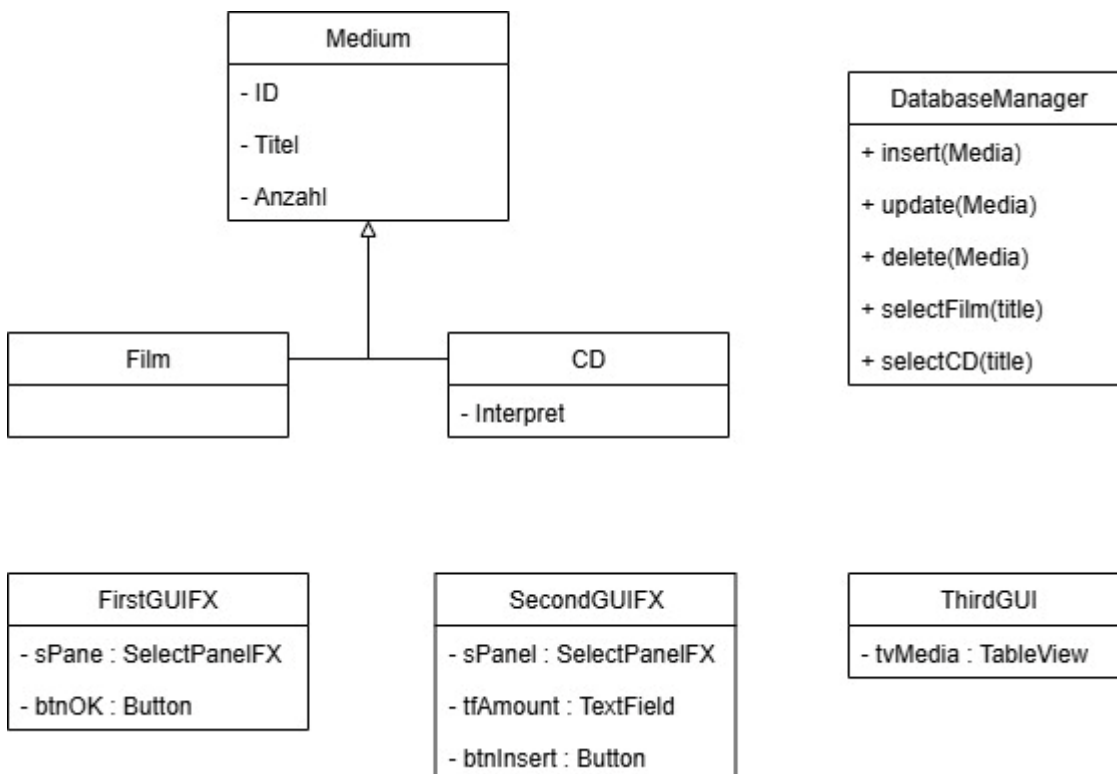 Medium
- ID
- Titel
- Anzahl
DatabaseManager
+ insert(Media)
+ update(Media)
+ delete(Media)
+ selectFilm(title)
+ selectCD(title)
Film
CD
- Interpret
FirstGUIFX
- sPane : SelectPanelFX
- btnOK : Button
SecondGUIFX
- sPanel : SelectPanelFX
- tfAmount : TextField
- btnInsert : Button
ThirdGUI
- tvMedia : TableView